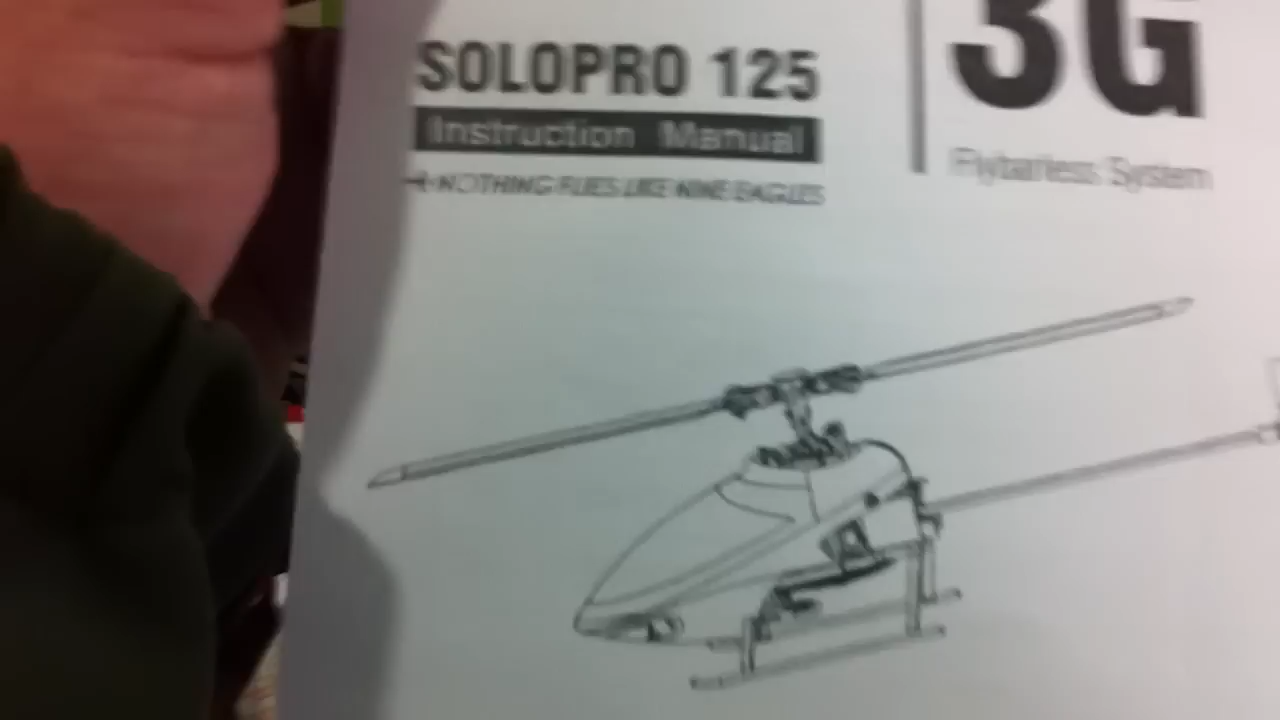 SOLOPRO 125
Instruction Manual
NOTHING FLIES LIKE NINE EAGLES
3G
Flybarless System